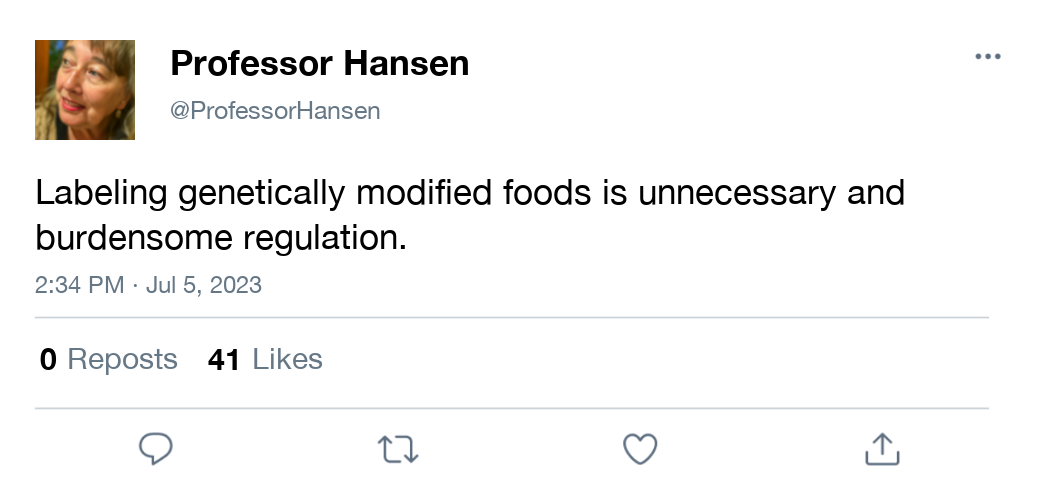 Professor Hansen
@ProfessorHansen
Labeling genetically modified foods is unnecessary and
burdensome regulation.
2:34 PM · Jul 5, 2023
0 Reposts 41 Likes